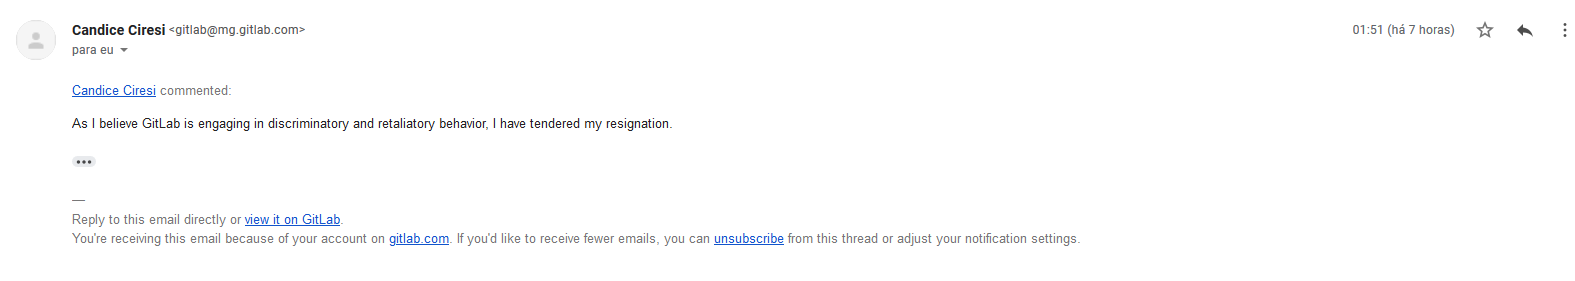 Candice Ciresi <gitlab@mg.gitlab.com> 01:51 (há 7 horas)
para eu
Candice Ciresi commented:
As I believe GitLab is engaging in discriminatory and retaliatory behavior, I have tendered my resignation.
—
Reply to this email directly or view it on GitLab.
You're receiving this email because of your account on gitlab.com. If you'd like to receive fewer emails, you can unsubscribe from this thread or adjust your notification settings.